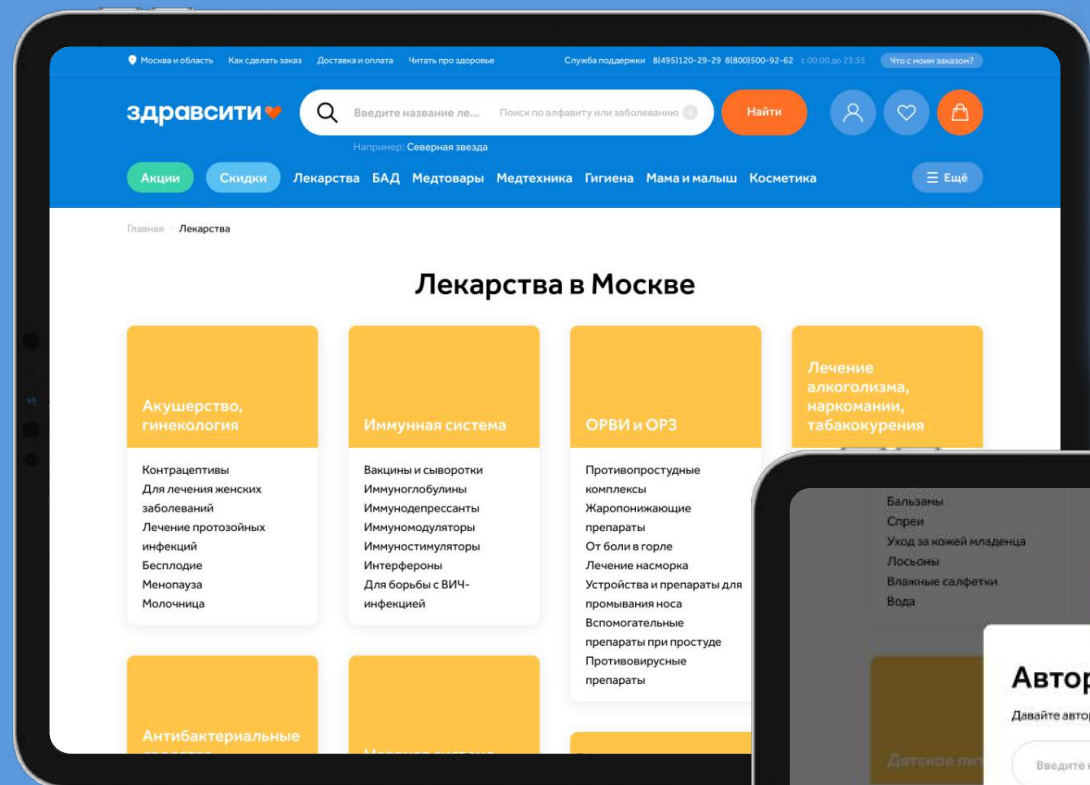 Москва и область Как сделать заказ Доставка и оплата Читать про здоровье Служба поддержки 8(495)120-29-29 8(800)500-92-62 с 00:00 до 23:55 Что с моим заказом?
здравсити Введите название ле... Поиск по алфавиту или заболеванию Найти
Например: Северная звезда
Акции Скидки Лекарства БАД Медтовары Медтехника Гигиена Мама и малыш Косметика Ещё
Главная Лекарства
Лекарства в Москве
Акушерство,
гинекология
Контрацептивы
Для лечения женских
заболеваний
Лечение протозойных
инфекций
Бесплодие
Менопауза
Молочница
Иммунная система
Вакцины и сыворотки
Иммуноглобулины
Иммунодепрессанты
Иммуномодуляторы
Иммуностимуляторы
Интерфероны
Для борьбы с ВИЧ-
инфекцией
ОРВИ и ОРЗ
Противопростудные
комплексы
Жаропонижающие
препараты
От боли в горле
Лечение насморка
Устройства и препараты для
промывания носа
Вспомогательные
препараты при простуде
Противовирусные
препараты
Лечение
алкоголизма,
наркомании,
табакокурения
Антибактериальные
Бальзамы
Спреи
Уход за кожей младенца
Лосьоны
Влажные салфетки
Вода
Детское пит
Автор
Давайте автор
Введите